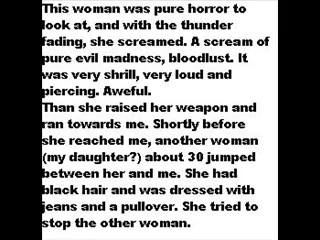 This woman was pure horror to
look at, and with the thunder
fading, she screamed. A scream of
pure evil madness, bloodlust. It
was very shrill, very loud and
piercing. Aweful.
Than she raised her weapon and
ran towards me. Shortly before
she reached me, another woman
(my daughter?) about 30 jumped
between her and me. She had
black hair and was dressed with
jeans and a pullover. She tried to
stop the other woman.